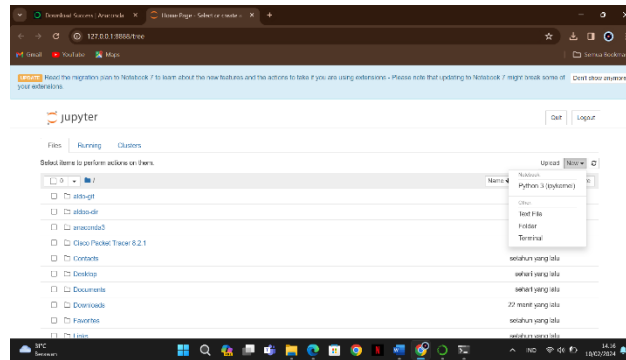 Download Success | Anaconda
Home Page - Select or create a
127.0.0.1:8888/tree
Gmail
YouTube
Maps
Semua Bookma
UPDATE Read the migration plan to Notebook 7 to learn about the new features and the actions to take if you are using extensions - Please note that updating to Notebook 7 might break some of your extensions.
Don't show anymore
jupyter
Quit
Logout
Files
Running
Clusters
Select items to perform actions on them.
Upload
New
0
/
Name
Notebook
Python 3 (ipykernel)
Other
Text File
Folder
Terminal
aldo-git
aldoo-dir
anaconda3
Cisco Packet Tracer 8.2.1
Contacts
setahun yang lalu
Desktop
sehari yang lalu
Documents
sehari yang lalu
Downloads
22 menit yang lalu
Favorites
setahun yang lalu
Links
setahun yang lalu
31°C
Berawan
IND
14.16
10/02/2024